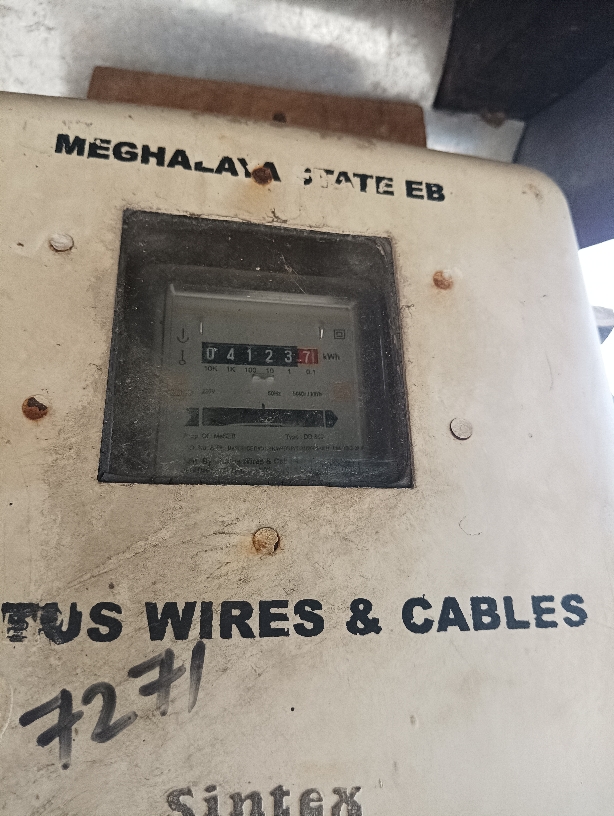 MEGHALAYA STATE EB
0 4 1 2 3 7 kWh
10K 1K 100 10 1 0.1
TUS WIRES & CABLES
7271
Sintex